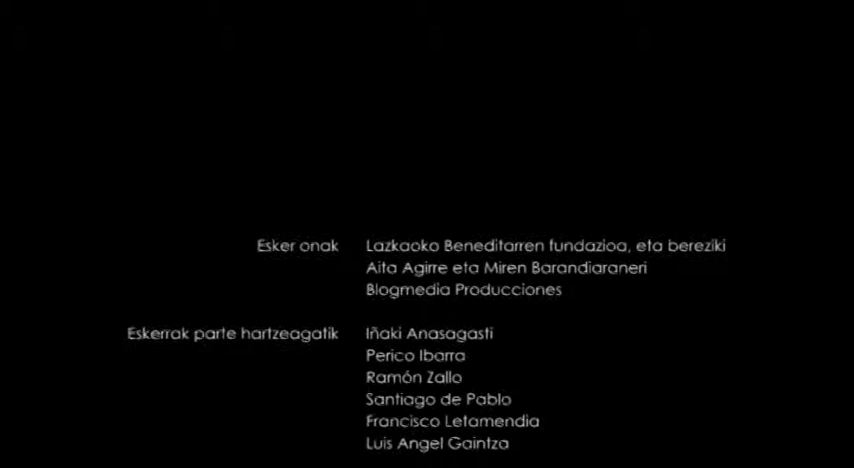 Esker onak Lazkaoko Beneditarren fundazioa, eta bereziki
Aita Agirre eta Miren Barandiaraneri
Blogmedia Producciones
Eskerrak parte hartzeagatik Iñaki Anasagasti
Perico Ibarra
Ramón Zallo
Santiago de Pablo
Francisco Letamendia
Luis Angel Gaintza